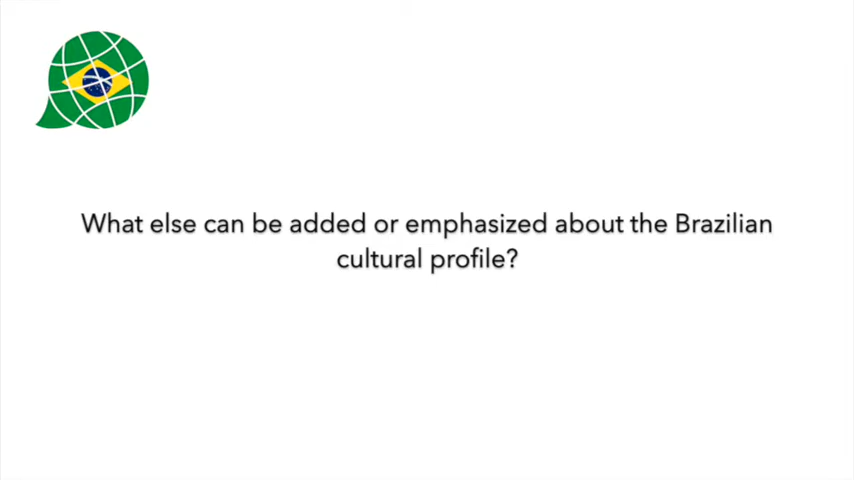 What else can be added or emphasized about the Brazilian
cultural profile?